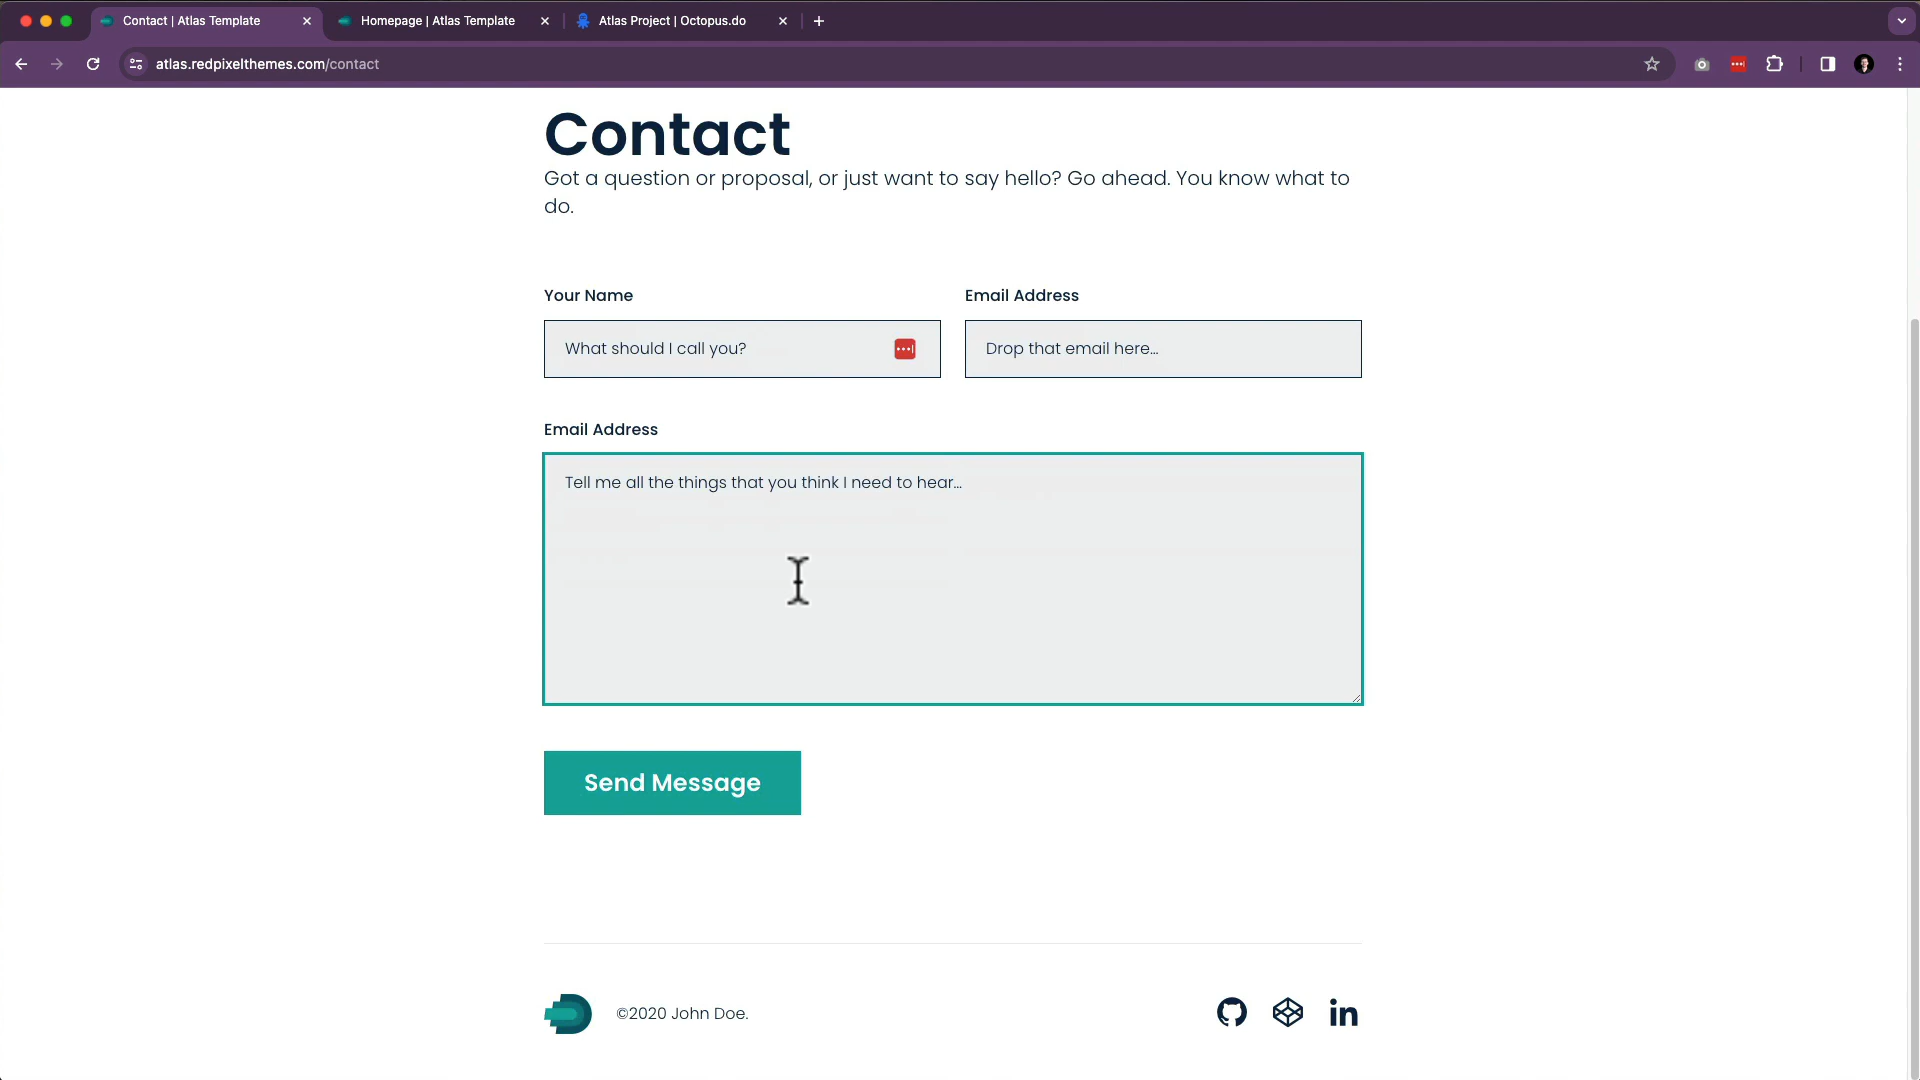 Contact | Atlas Template
Homepage | Atlas Template
Atlas Project | Octopus.do
atlas.redpixelthemes.com/contact
Contact
Got a question or proposal, or just want to say hello? Go ahead. You know what to
do.
Your Name
Email Address
What should I call you?
Drop that email here...
Email Address
Tell me all the things that you think I need to hear...
Send Message
©2020 John Doe.
in